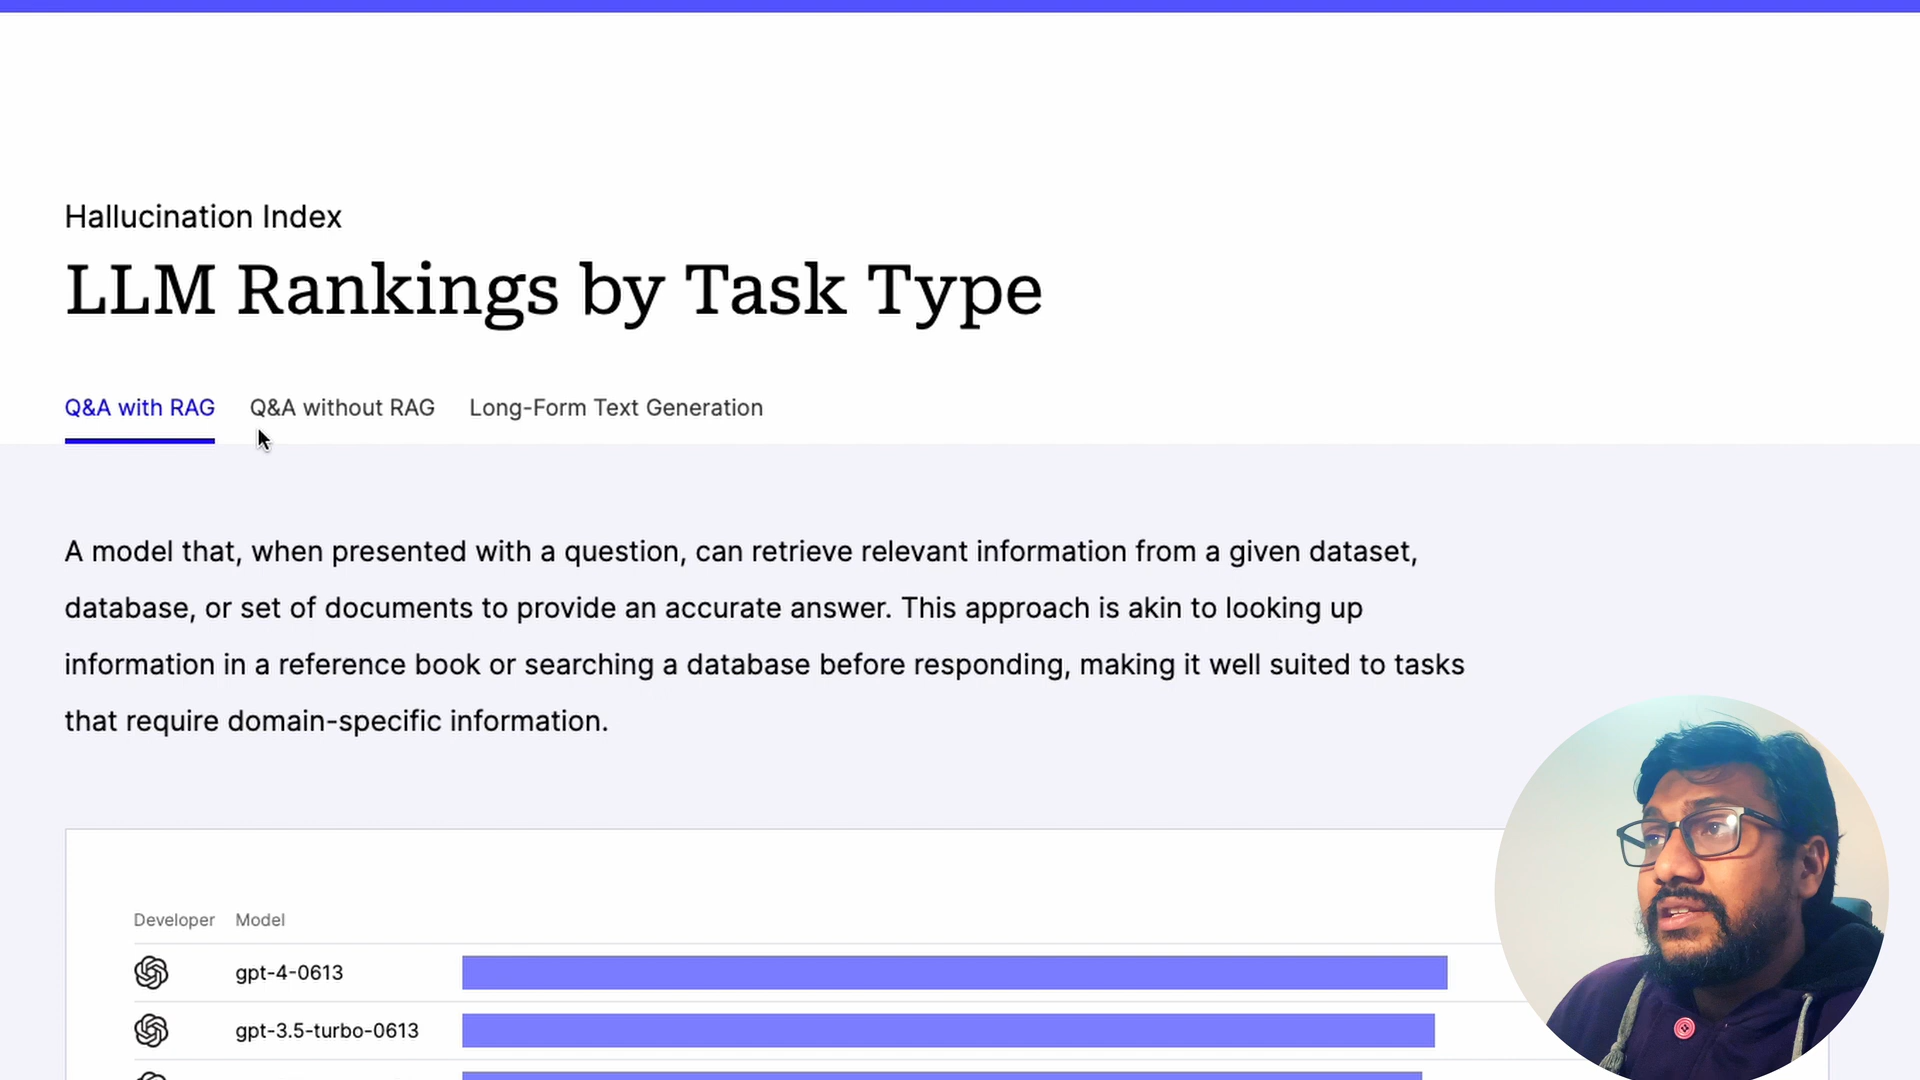 Hallucination Index
LLM Rankings by Task Type
Q&A with RAG Q&A without RAG Long-Form Text Generation
A model that, when presented with a question, can retrieve relevant information from a given dataset,
database, or set of documents to provide an accurate answer. This approach is akin to looking up
information in a reference book or searching a database before responding, making it well suited to tasks
that require domain-specific information.
Developer Model
gpt-4-0613
gpt-3.5-turbo-0613